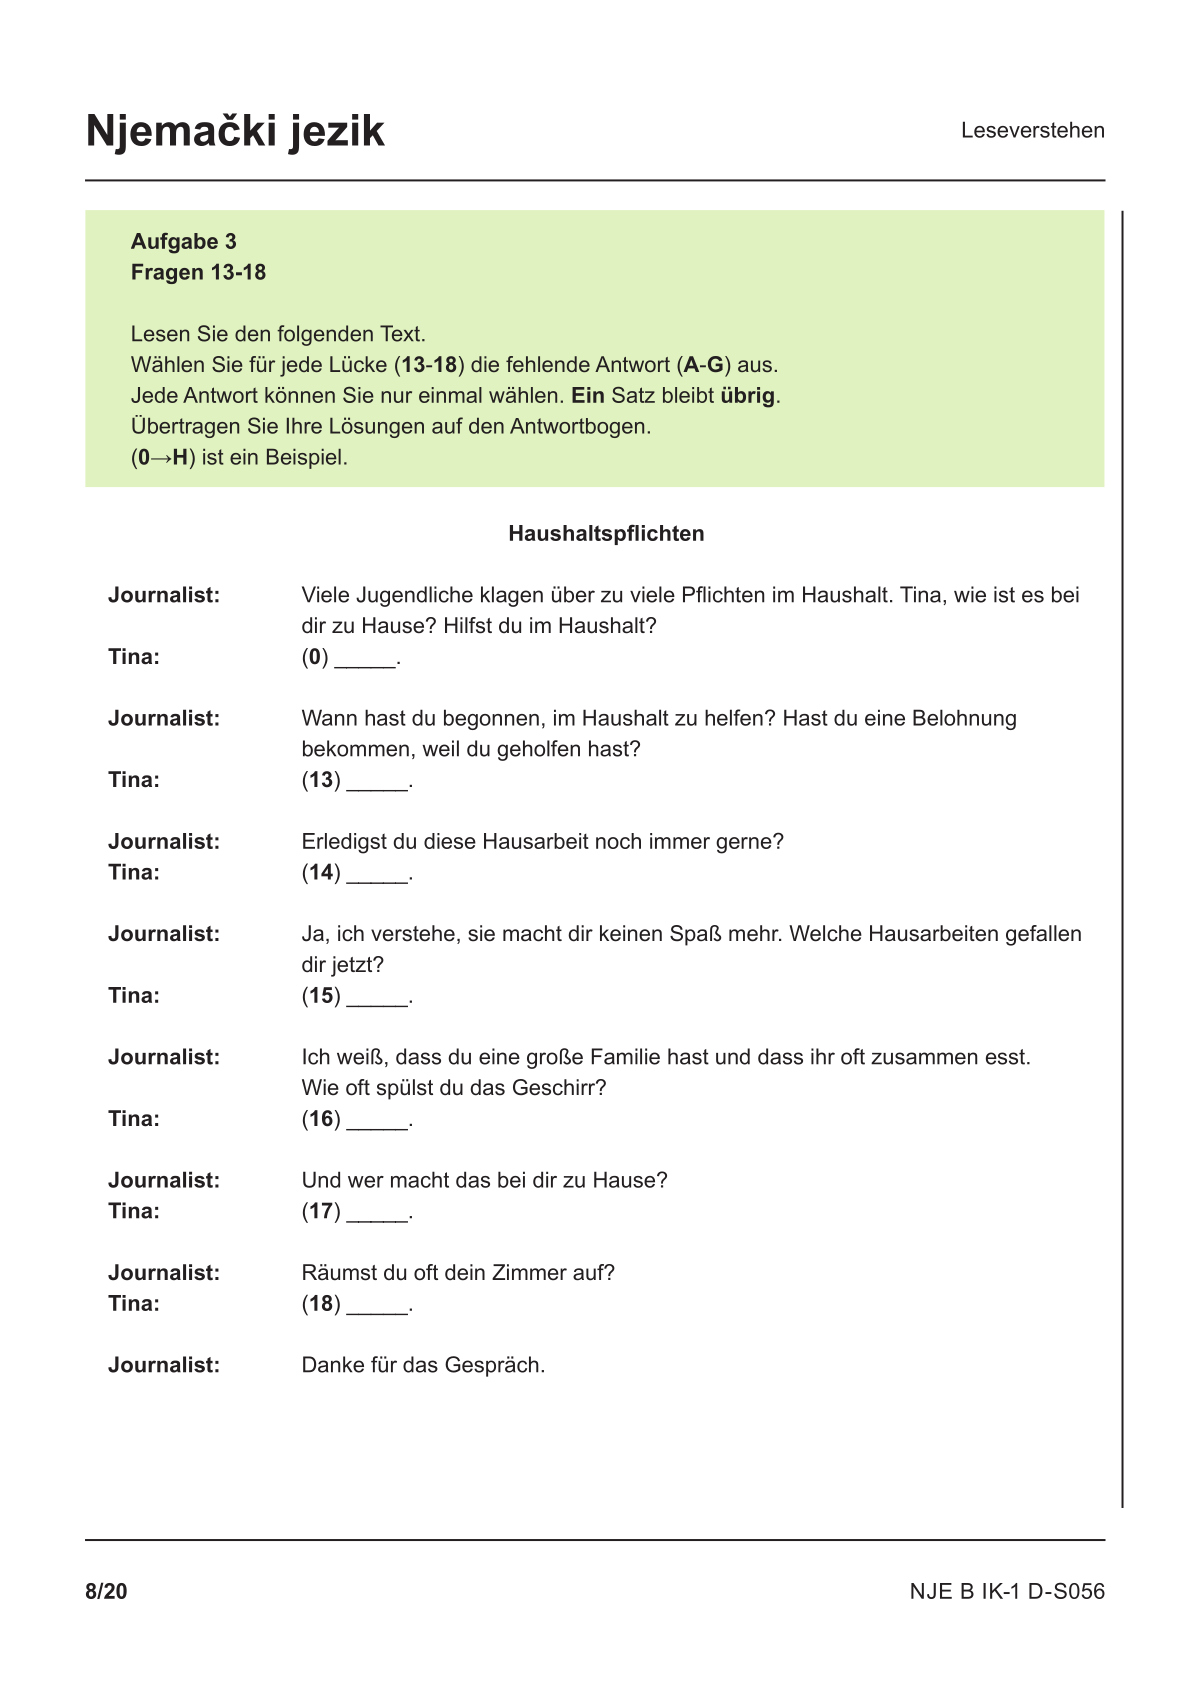 Njemački jezik
Leseverstehen
Aufgabe 3
Fragen 13-18
Lesen Sie den folgenden Text.
Wählen Sie für jede Lücke (13-18) die fehlende Antwort (A-G) aus.
Jede Antwort können Sie nur einmal wählen. Ein Satz bleibt übrig.
Übertragen Sie Ihre Lösungen auf den Antwortbogen.
(0→H) ist ein Beispiel.
Haushaltspflichten
Journalist: Viele Jugendliche klagen über zu viele Pflichten im Haushalt. Tina, wie ist es bei
dir zu Hause? Hilfst du im Haushalt?
Tina: (0) _____.
Journalist: Wann hast du begonnen, im Haushalt zu helfen? Hast du eine Belohnung
bekommen, weil du geholfen hast?
Tina: (13) _____.
Journalist: Erledigst du diese Hausarbeit noch immer gerne?
Tina: (14) _____.
Journalist: Ja, ich verstehe, sie macht dir keinen Spaß mehr. Welche Hausarbeiten gefallen
dir jetzt?
Tina: (15) _____.
Journalist: Ich weiß, dass du eine große Familie hast und dass ihr oft zusammen esst.
Wie oft spülst du das Geschirr?
Tina: (16) _____.
Journalist: Und wer macht das bei dir zu Hause?
Tina: (17) _____.
Journalist: Räumst du oft dein Zimmer auf?
Tina: (18) _____.
Journalist: Danke für das Gespräch.
8/20
NJE B IK-1 D-S056